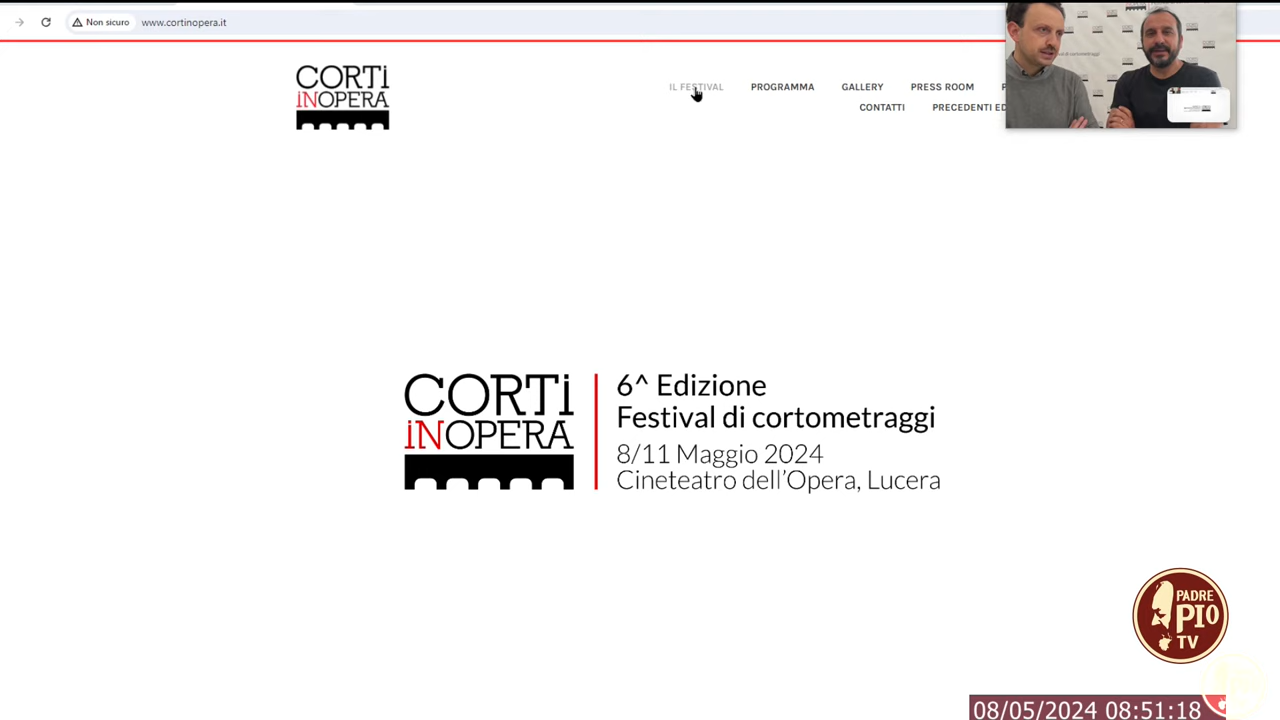 Non sicuro
www.cortinopera.it
CORTi
iNOPERA
IL FESTIVAL
PROGRAMMA
GALLERY
PRESS ROOM
CONTATTI
PRECEDENTI
CORTi
iNOPERA
6^ Edizione
Festival di cortometraggi
8/11 Maggio 2024
Cineteatro dell'Opera, Lucera
PADRE
PIO
TV
08/05/2024 08:51:18